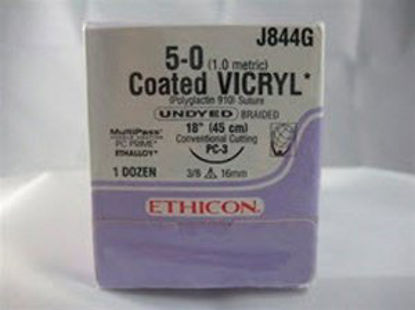 J844G
5-0 (1.0 metric)
Coated VICRYL*
(Polyglactin 910) Suture
UNDYED BRAIDED
18" (45 cm)
Conventional Cutting
PC-3
MultiPass*
PC PRIME*
ETHALLOY*
1 DOZEN
3/8 16mm
ETHICON